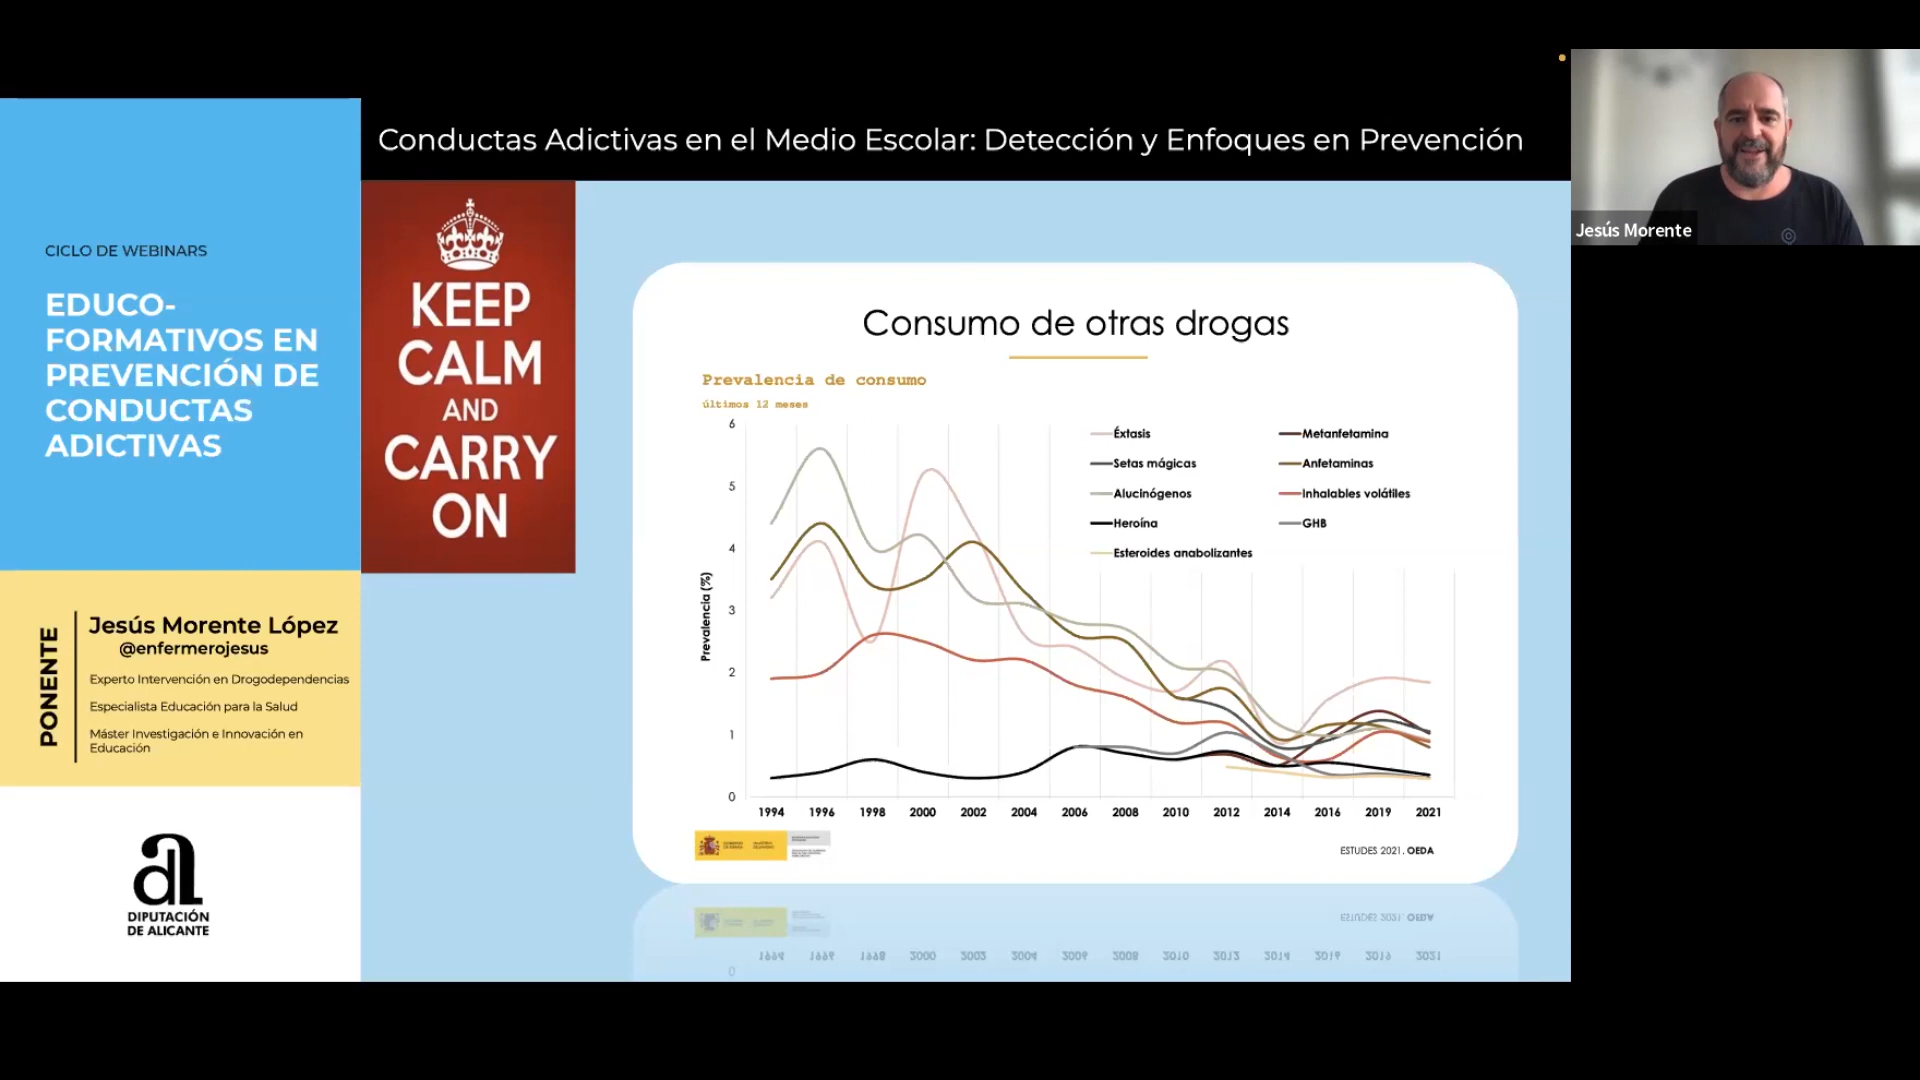 Conductas Adictivas en el Medio Escolar: Detección y Enfoques en Prevención
CICLO DE WEBINARS
EDUCO-
FORMATIVOS EN
PREVENCIÓN DE
CONDUCTAS
ADICTIVAS
PONENTE
Jesús Morente López
@enfermerojesus
Experto Intervención en Drogodependencias
Especialista Educación para la Salud
Máster Investigación e Innovación en
Educación
DIPUTACIÓN
DE ALICANTE
KEEP
CALM
AND
CARRY
ON
Consumo de otras drogas
Prevalencia de consumo
últimos 12 meses
Prevalencia (%)
6
5
4
3
2
1
0
Éxtasis
Metanfetamina
Setas mágicas
Anfetaminas
Alucinógenos
Inhalables volátiles
Heroína
GHB
Esteroides anabolizantes
1994 1996 1998 2000 2002 2004 2006 2008 2010 2012 2014 2016 2019 2021
ESTUDES 2021. OEDA
Jesús Morente